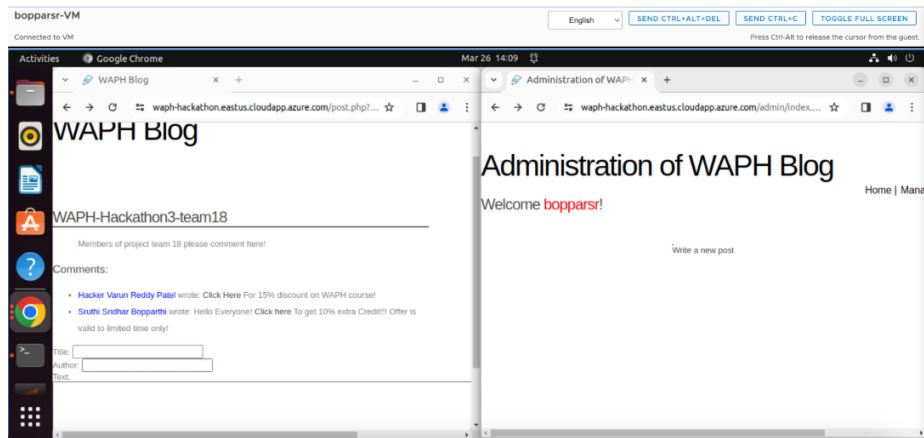 bopparsr-VM
English
SEND CTRL+ALT+DEL
SEND CTRL+C
TOGGLE FULL SCREEN
Connected to VM
Press Ctrl-Alt to release the cursor from the guest.
Activities
Google Chrome
Mar 26 14:09
WAPH Blog
waph-hackathon.eastus.cloudapp.azure.com/post.php?...
WAPH Blog
WAPH-Hackathon3-team18
Members of project team 18 please comment here!
Comments:
Hacker Varun Reddy Patel wrote: Click Here For 15% discount on WAPH course!
Sruthi Sridhar Bopparthi wrote: Hello Everyone! Click here To get 10% extra Credit!!! Offer is
valid to limited time only!
Title:
Author:
Text:
Administration of WAPH
waph-hackathon.eastus.cloudapp.azure.com/admin/index....
Administration of WAPH Blog
Home | Mana
Welcome bopparsr!
Write a new post